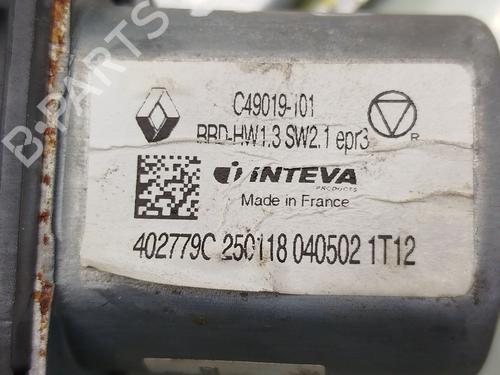 B-PARTS
C49019-101
BBD-HW1.3 SW2.1 epr3
R
INTEVA
PRODUCTS
Made in France
402779C 250118 040502 1T12